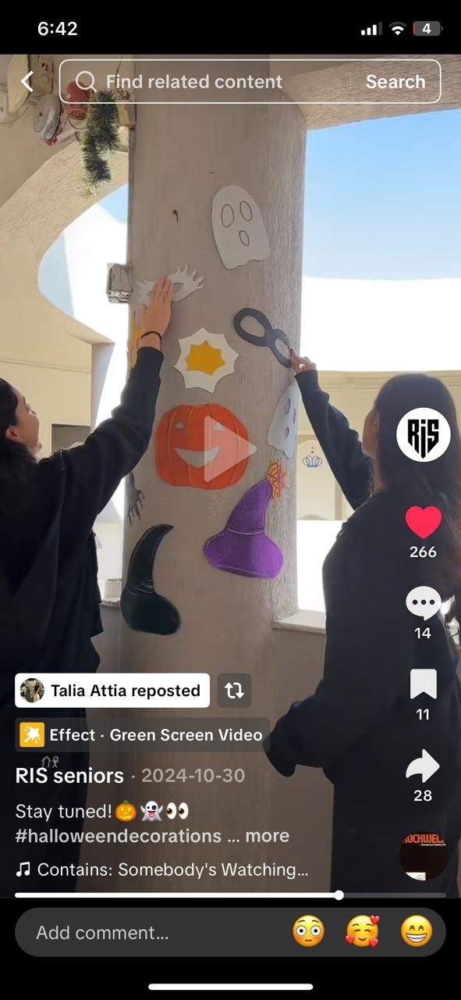 6:42
4
Find related content
Search
RIS
266
14
11
28
Talia Attia reposted
Effect · Green Screen Video
RIS seniors · 2024-10-30
Stay tuned!🎃👻👀
#halloweendecorations ... more
Contains: Somebody's Watching...
ROCKWELL
Add comment...